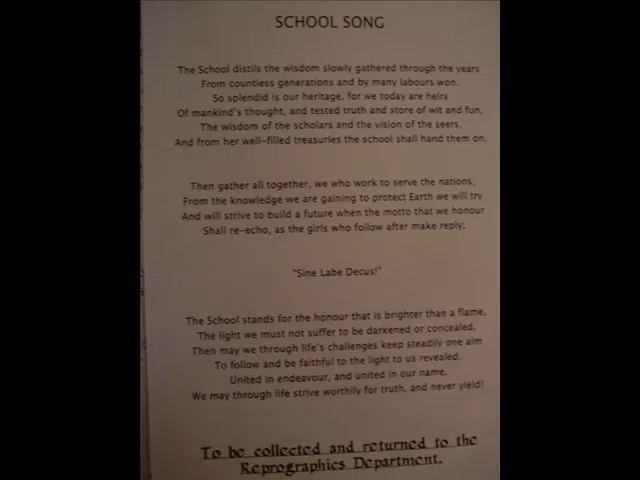 SCHOOL SONG
The School distils the wisdom slowly gathered through the years
From countless generations and by many labours won.
So splendid is our heritage, for we today are heirs
Of mankind's thought, and tested truth and store of wit and fun,
The wisdom of the scholars and the vision of the seers,
And from her well-filled treasuries the school shall hand them on.
Then gather all together, we who work to serve the nations;
From the knowledge we are gaining to protect Earth we will try
And will strive to build a future when the motto that we honour
Shall re-echo, as the girls who follow after make reply;
"Sine Labe Decus!"
The School stands for the honour that is brighter than a flame,
The light we must not suffer to be darkened or concealed,
Then may we through life's challenges keep steadily one aim
To follow and be faithful to the light to us revealed.
United in endeavour, and united in our name,
We may through life strive worthily for truth, and never yield!
To be collected and returned to the
Reprographics Department.